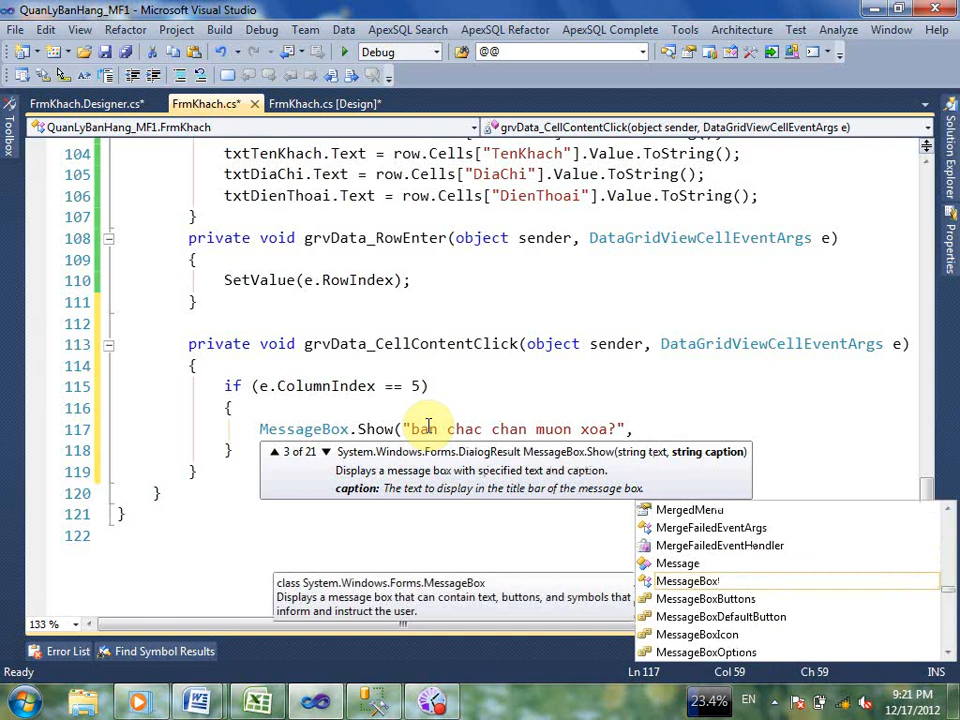 QuanLyBanHang_MF1 - Microsoft Visual Studio
File Edit View Refactor Project Build Debug Team Data ApexSQL Search ApexSQL Refactor ApexSQL Complete Tools Architecture Test Analyze Window Help
Debug @@
FrmKhach.Designer.cs* FrmKhach.cs* FrmKhach.cs [Design]*
QuanLyBanHang_MF1.FrmKhach grvData_CellContentClick(object sender, DataGridViewCellEventArgs e)
Toolbox
Solution Explorer
Properties
104 txtTenKhach.Text = row.Cells["TenKhach"].Value.ToString();
105 txtDiaChi.Text = row.Cells["DiaChi"].Value.ToString();
106 txtDienThoai.Text = row.Cells["DienThoai"].Value.ToString();
107 }
108 private void grvData_RowEnter(object sender, DataGridViewCellEventArgs e)
109 {
110 SetValue(e.RowIndex);
111 }
112
113 private void grvData_CellContentClick(object sender, DataGridViewCellEventArgs e)
114 {
115 if (e.ColumnIndex == 5)
116 {
117 MessageBox.Show("ban chac chan muon xoa?",
118 }
119 }
120 }
121 }
122
▲ 3 of 21 ▼ System.Windows.Forms.DialogResult MessageBox.Show(string text, string caption)
Displays a message box with specified text and caption.
caption: The text to display in the title bar of the message box.
MergedMenu
MergeFailedEventArgs
MergeFailedEventHandler
Message
MessageBox
MessageBoxButtons
MessageBoxDefaultButton
MessageBoxIcon
MessageBoxOptions
class System.Windows.Forms.MessageBox
Displays a message box that can contain text, buttons, and symbols that
inform and instruct the user.
133 %
Error List Find Symbol Results
Ready Ln 117 Col 59 Ch 59 INS
23.4% EN 9:21 PM
12/17/2012